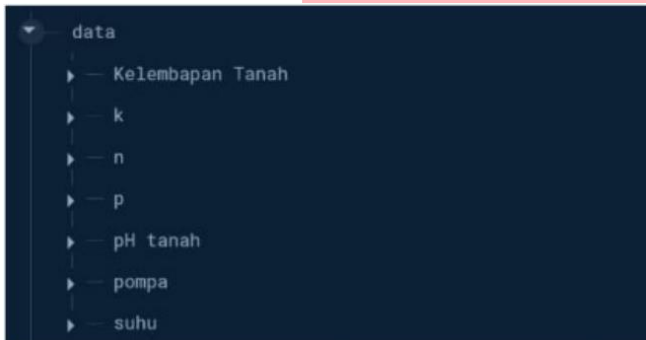 data
Kelembapan Tanah
k
n
p
pH tanah
pompa
suhu